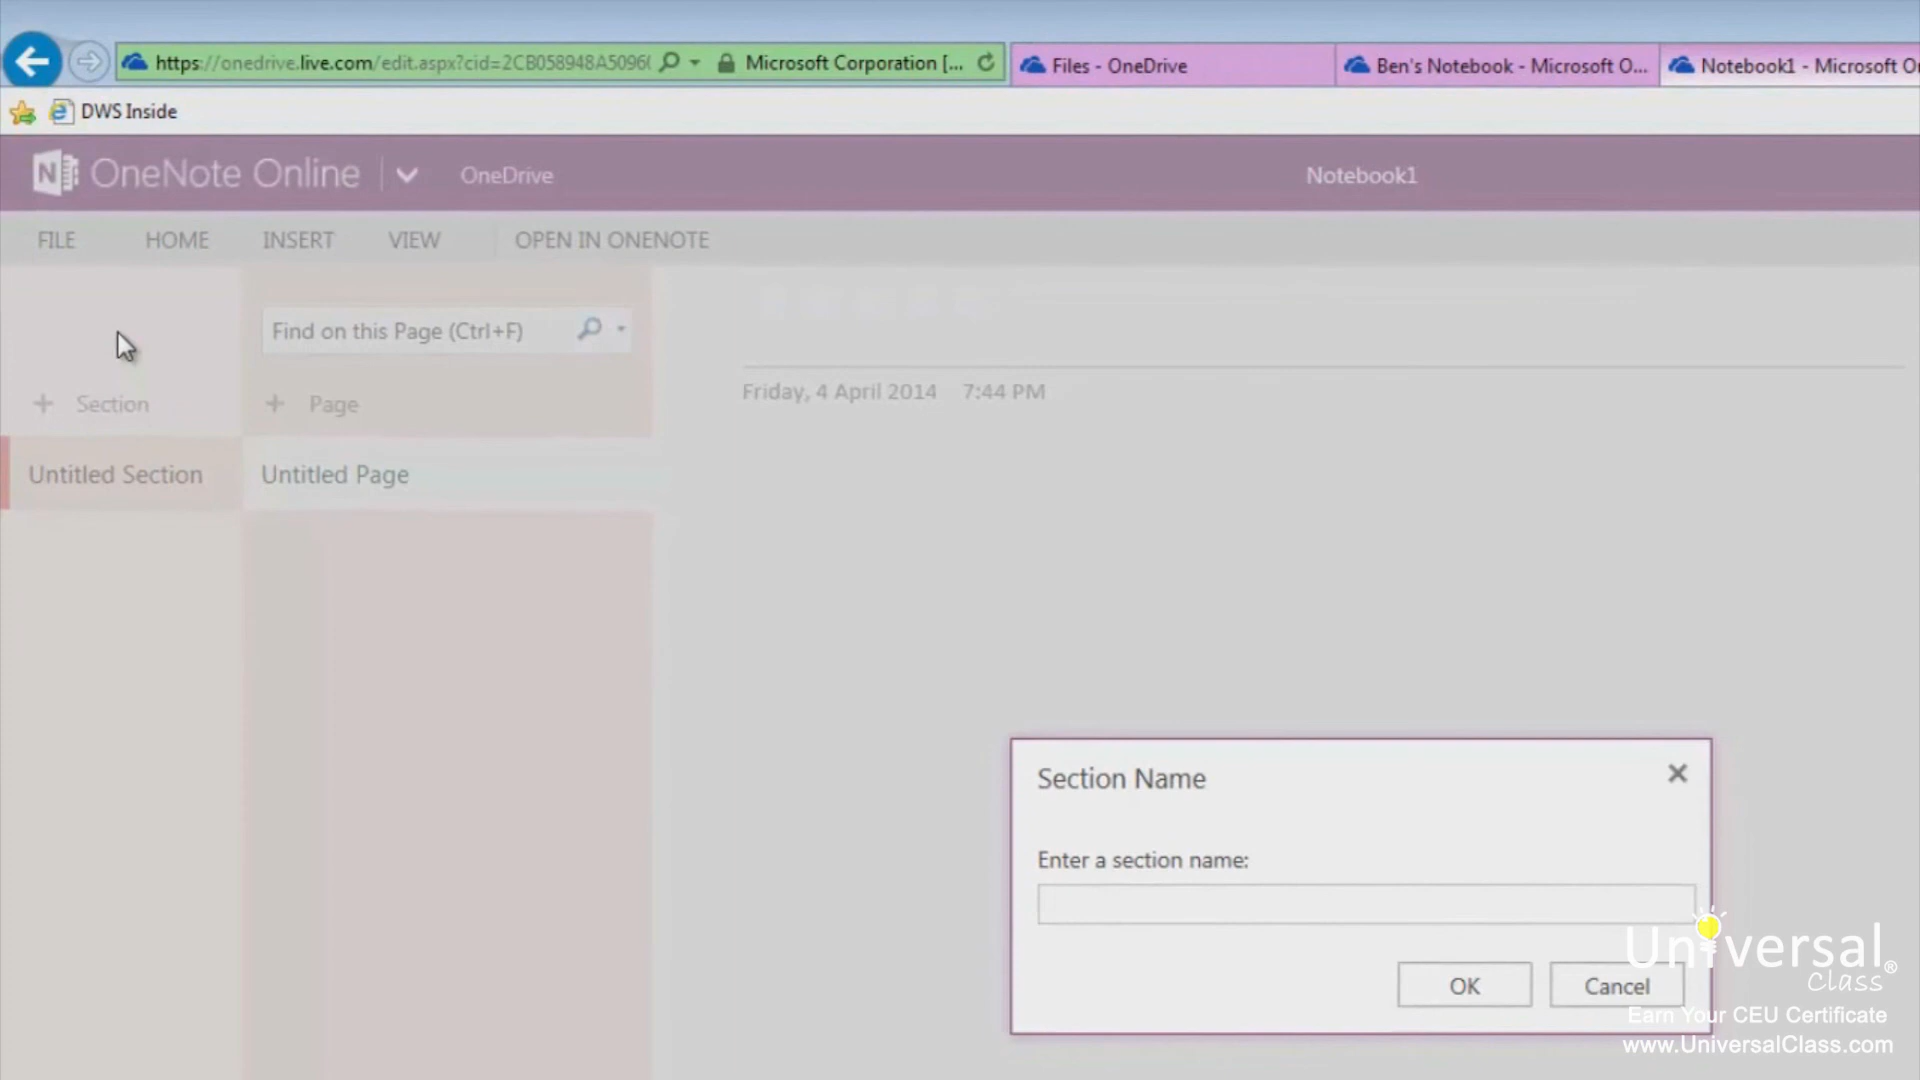 https://onedrive.live.com/edit.aspx?cid=2CB058948A5096
Microsoft Corporation [...
Files - OneDrive
Ben's Notebook - Microsoft O...
Notebook1 - Microsoft O
DWS Inside
N OneNote Online
OneDrive
Notebook1
FILE HOME INSERT VIEW OPEN IN ONENOTE
Find on this Page (Ctrl+F)
Friday, 4 April 2014 7:44 PM
+ Section
+ Page
Untitled Section
Untitled Page
Section Name
Enter a section name:
OK
Cancel
Universal
Class®
Earn Your CEU Certificate
www.UniversalClass.com